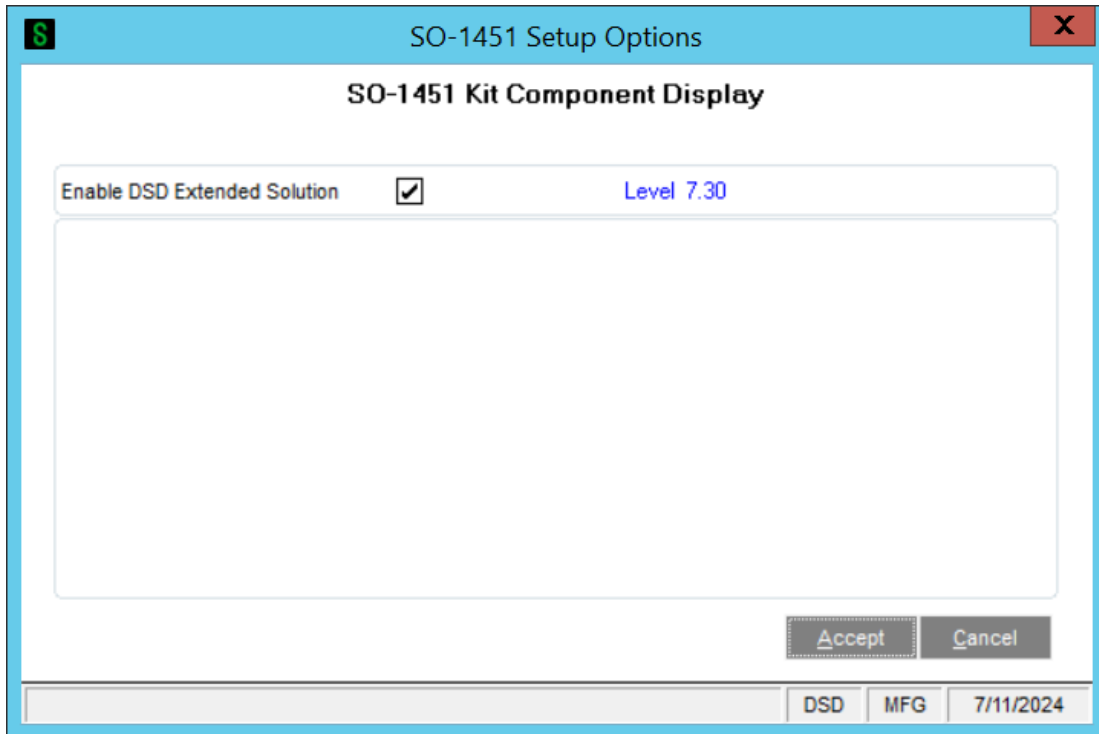 S
SO-1451 Setup Options
X
SO-1451 Kit Component Display
Enable DSD Extended Solution
Level 7.30
Accept
Cancel
DSD
MFG
7/11/2024